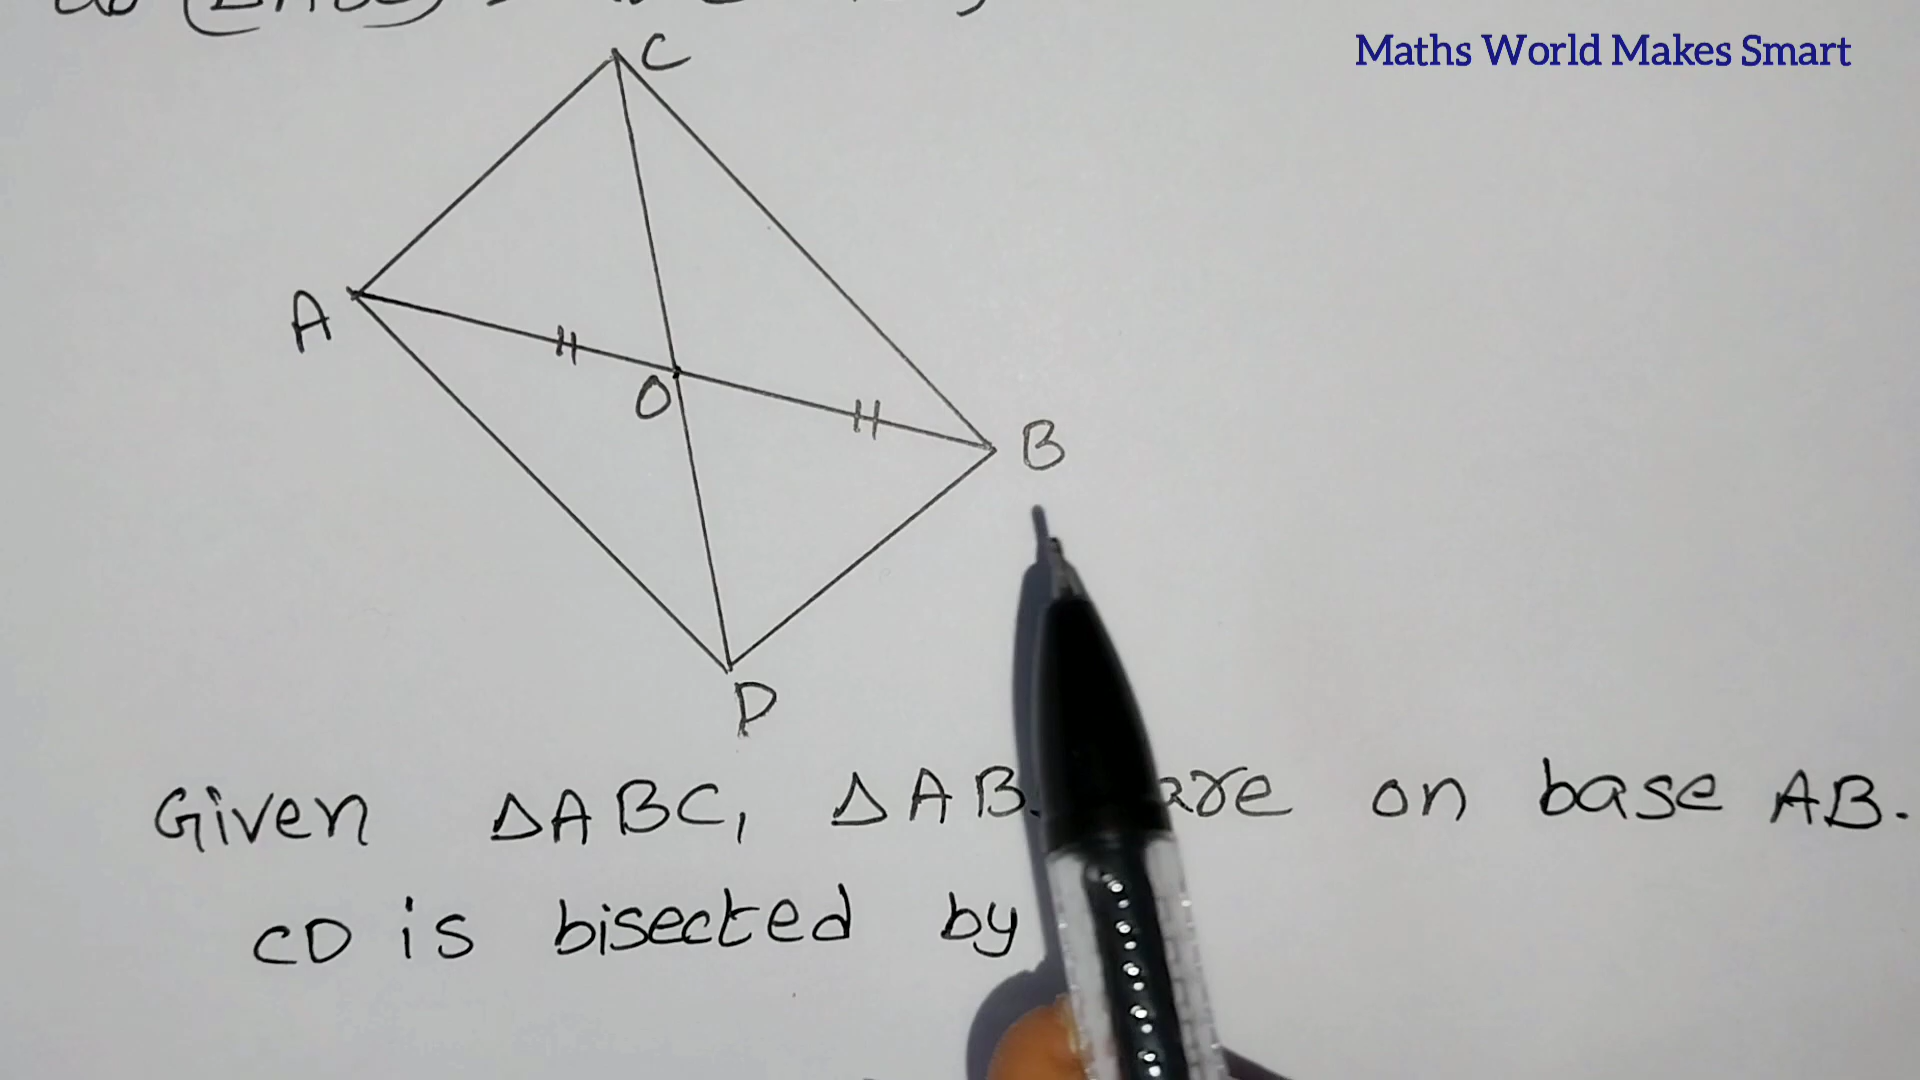 Maths World Makes Smart
C
A
O
B
D
Given ΔABC, ΔAB are on base AB.
CD is bisected by